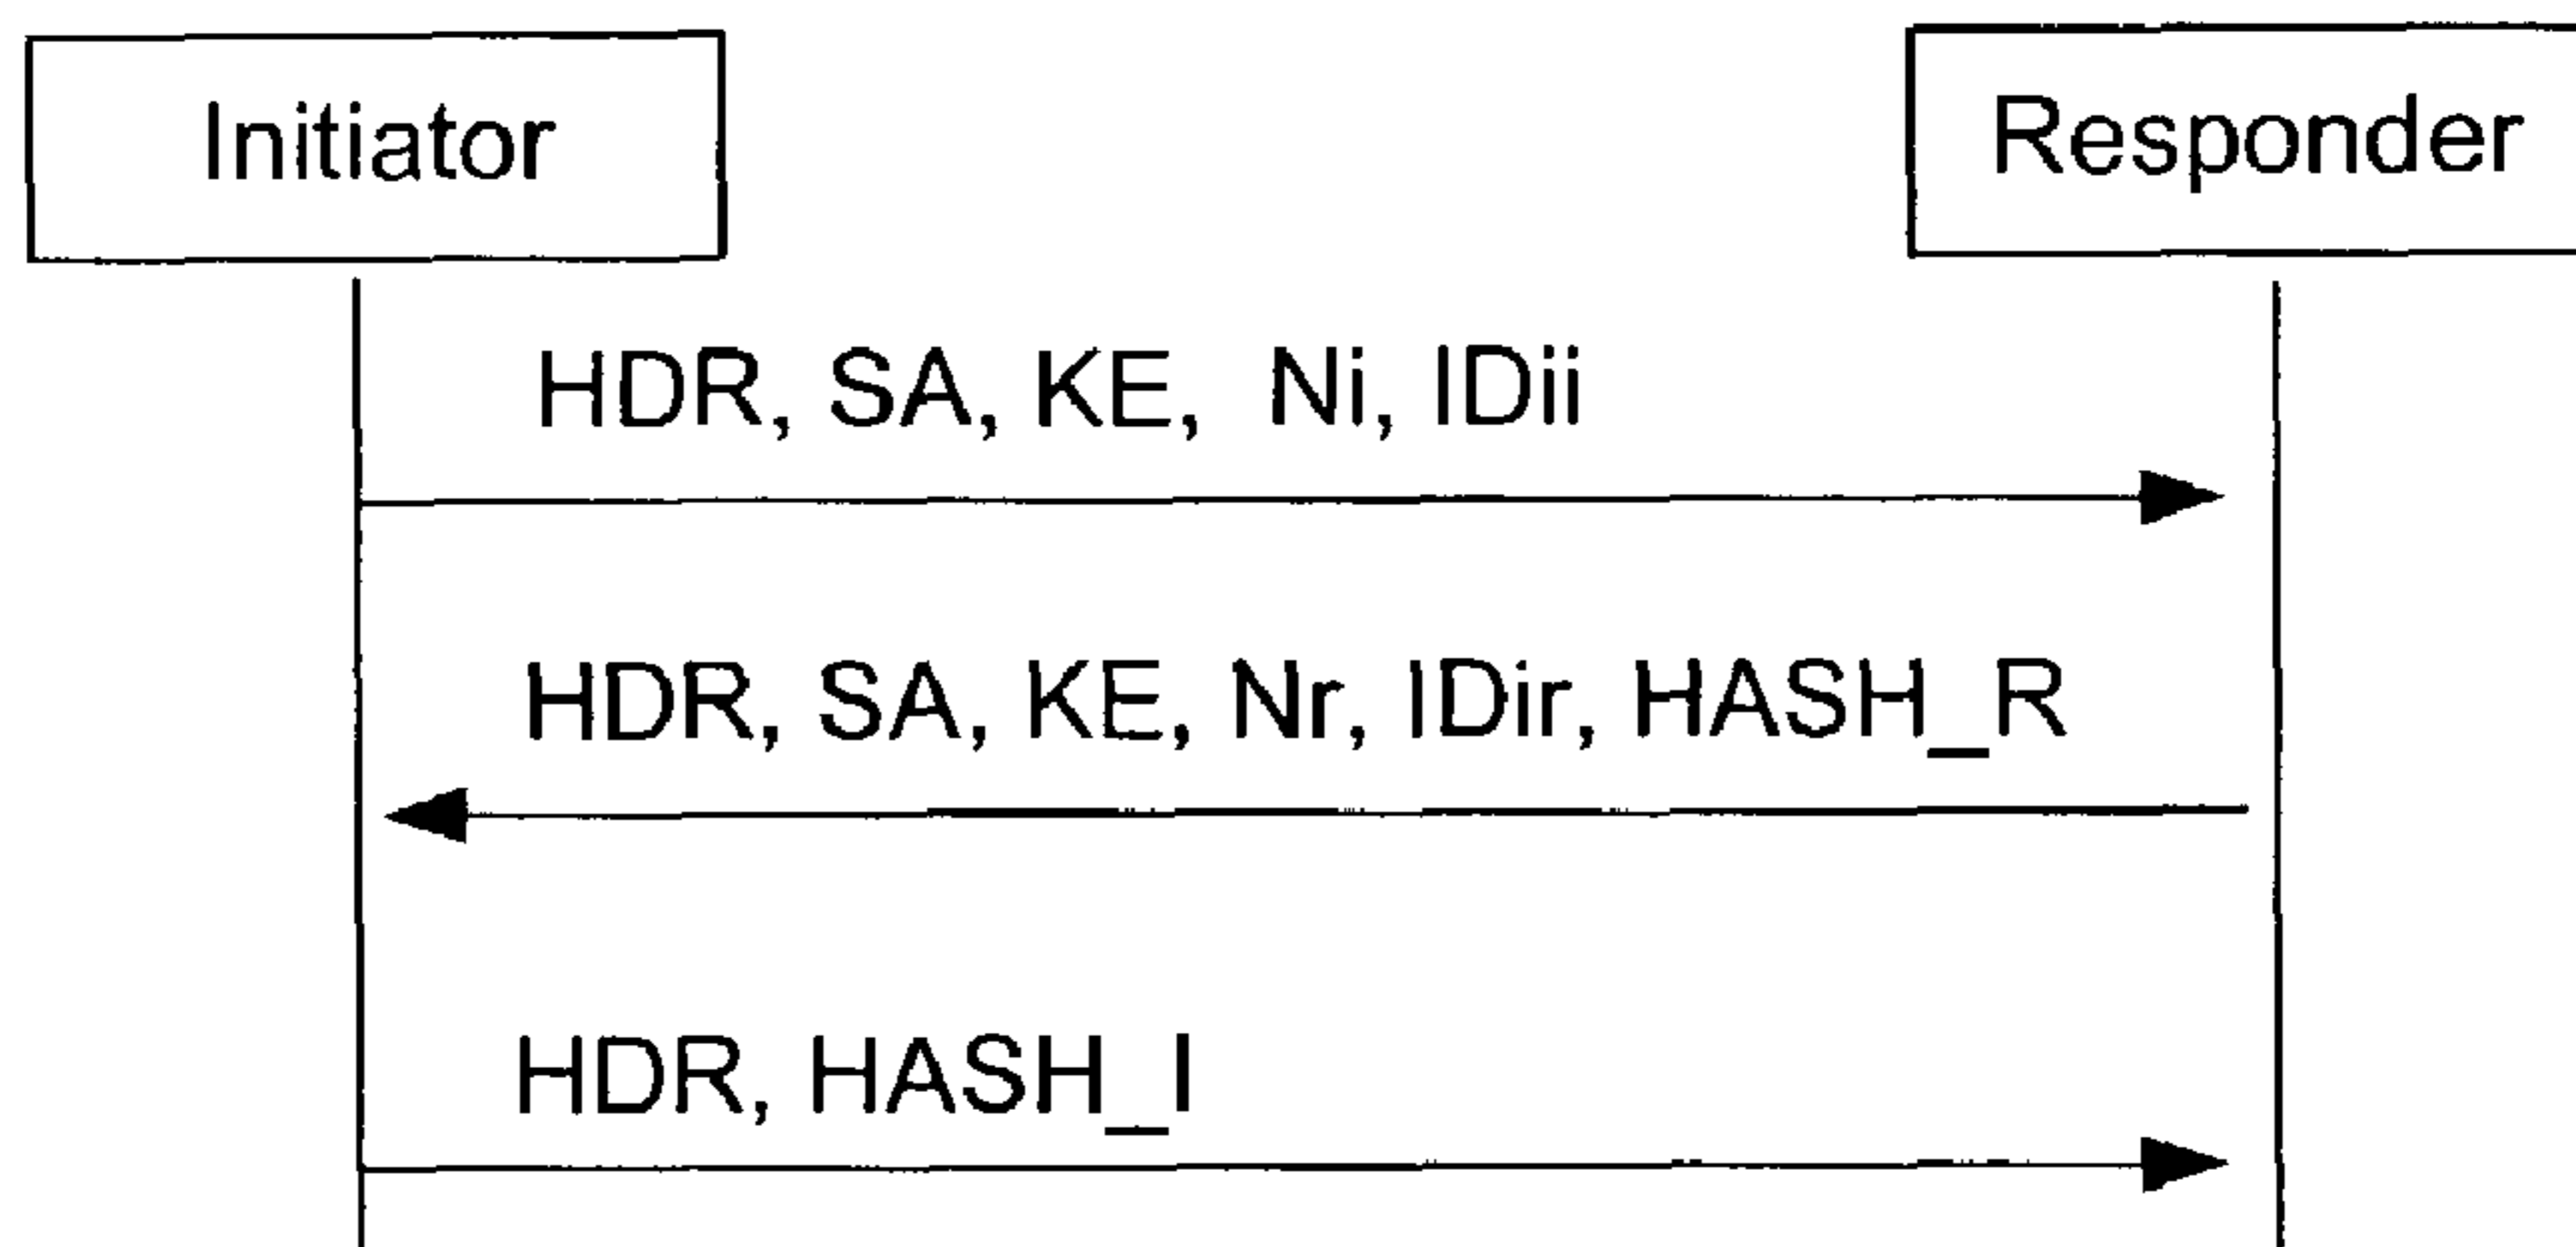 Initiator
Responder
HDR, SA, KE, Ni, IDii
HDR, SA, KE, Nr, IDir, HASH_R
HDR, HASH_I